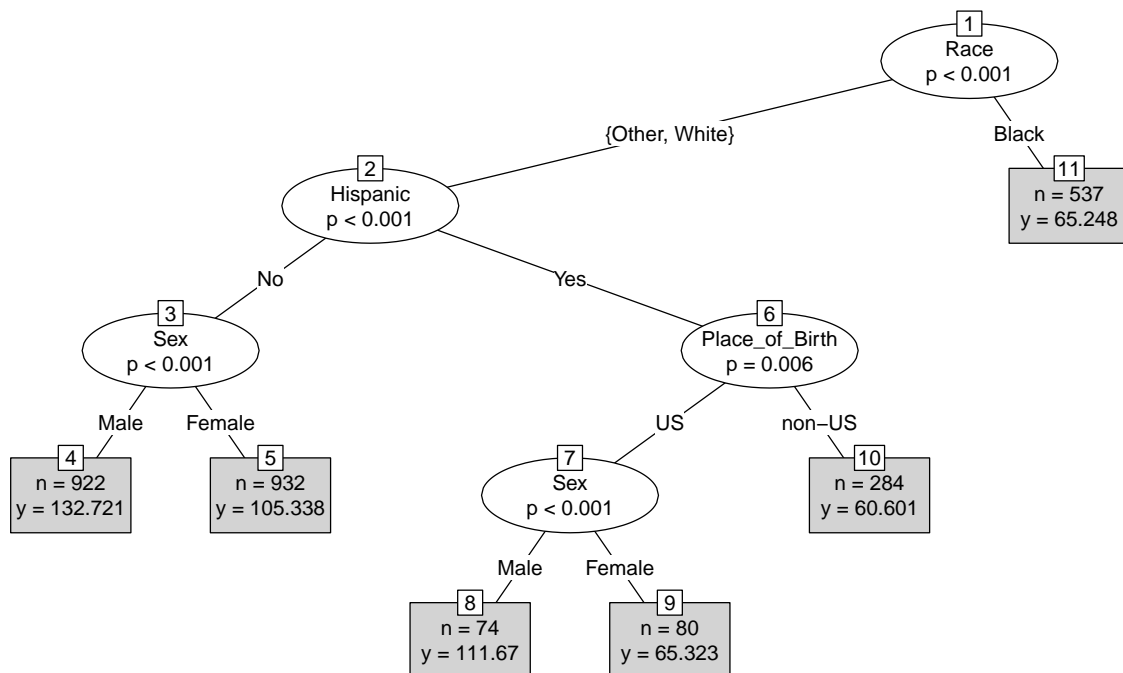 1
Race
p < 0.001
{Other, White}
Black
2
Hispanic
p < 0.001
11
n = 537
y = 65.248
No
Yes
3
Sex
p < 0.001
6
Place_of_Birth
p = 0.006
Male
Female
US
non−US
4
n = 922
y = 132.721
5
n = 932
y = 105.338
7
Sex
p < 0.001
10
n = 284
y = 60.601
Male
Female
8
n = 74
y = 111.67
9
n = 80
y = 65.323